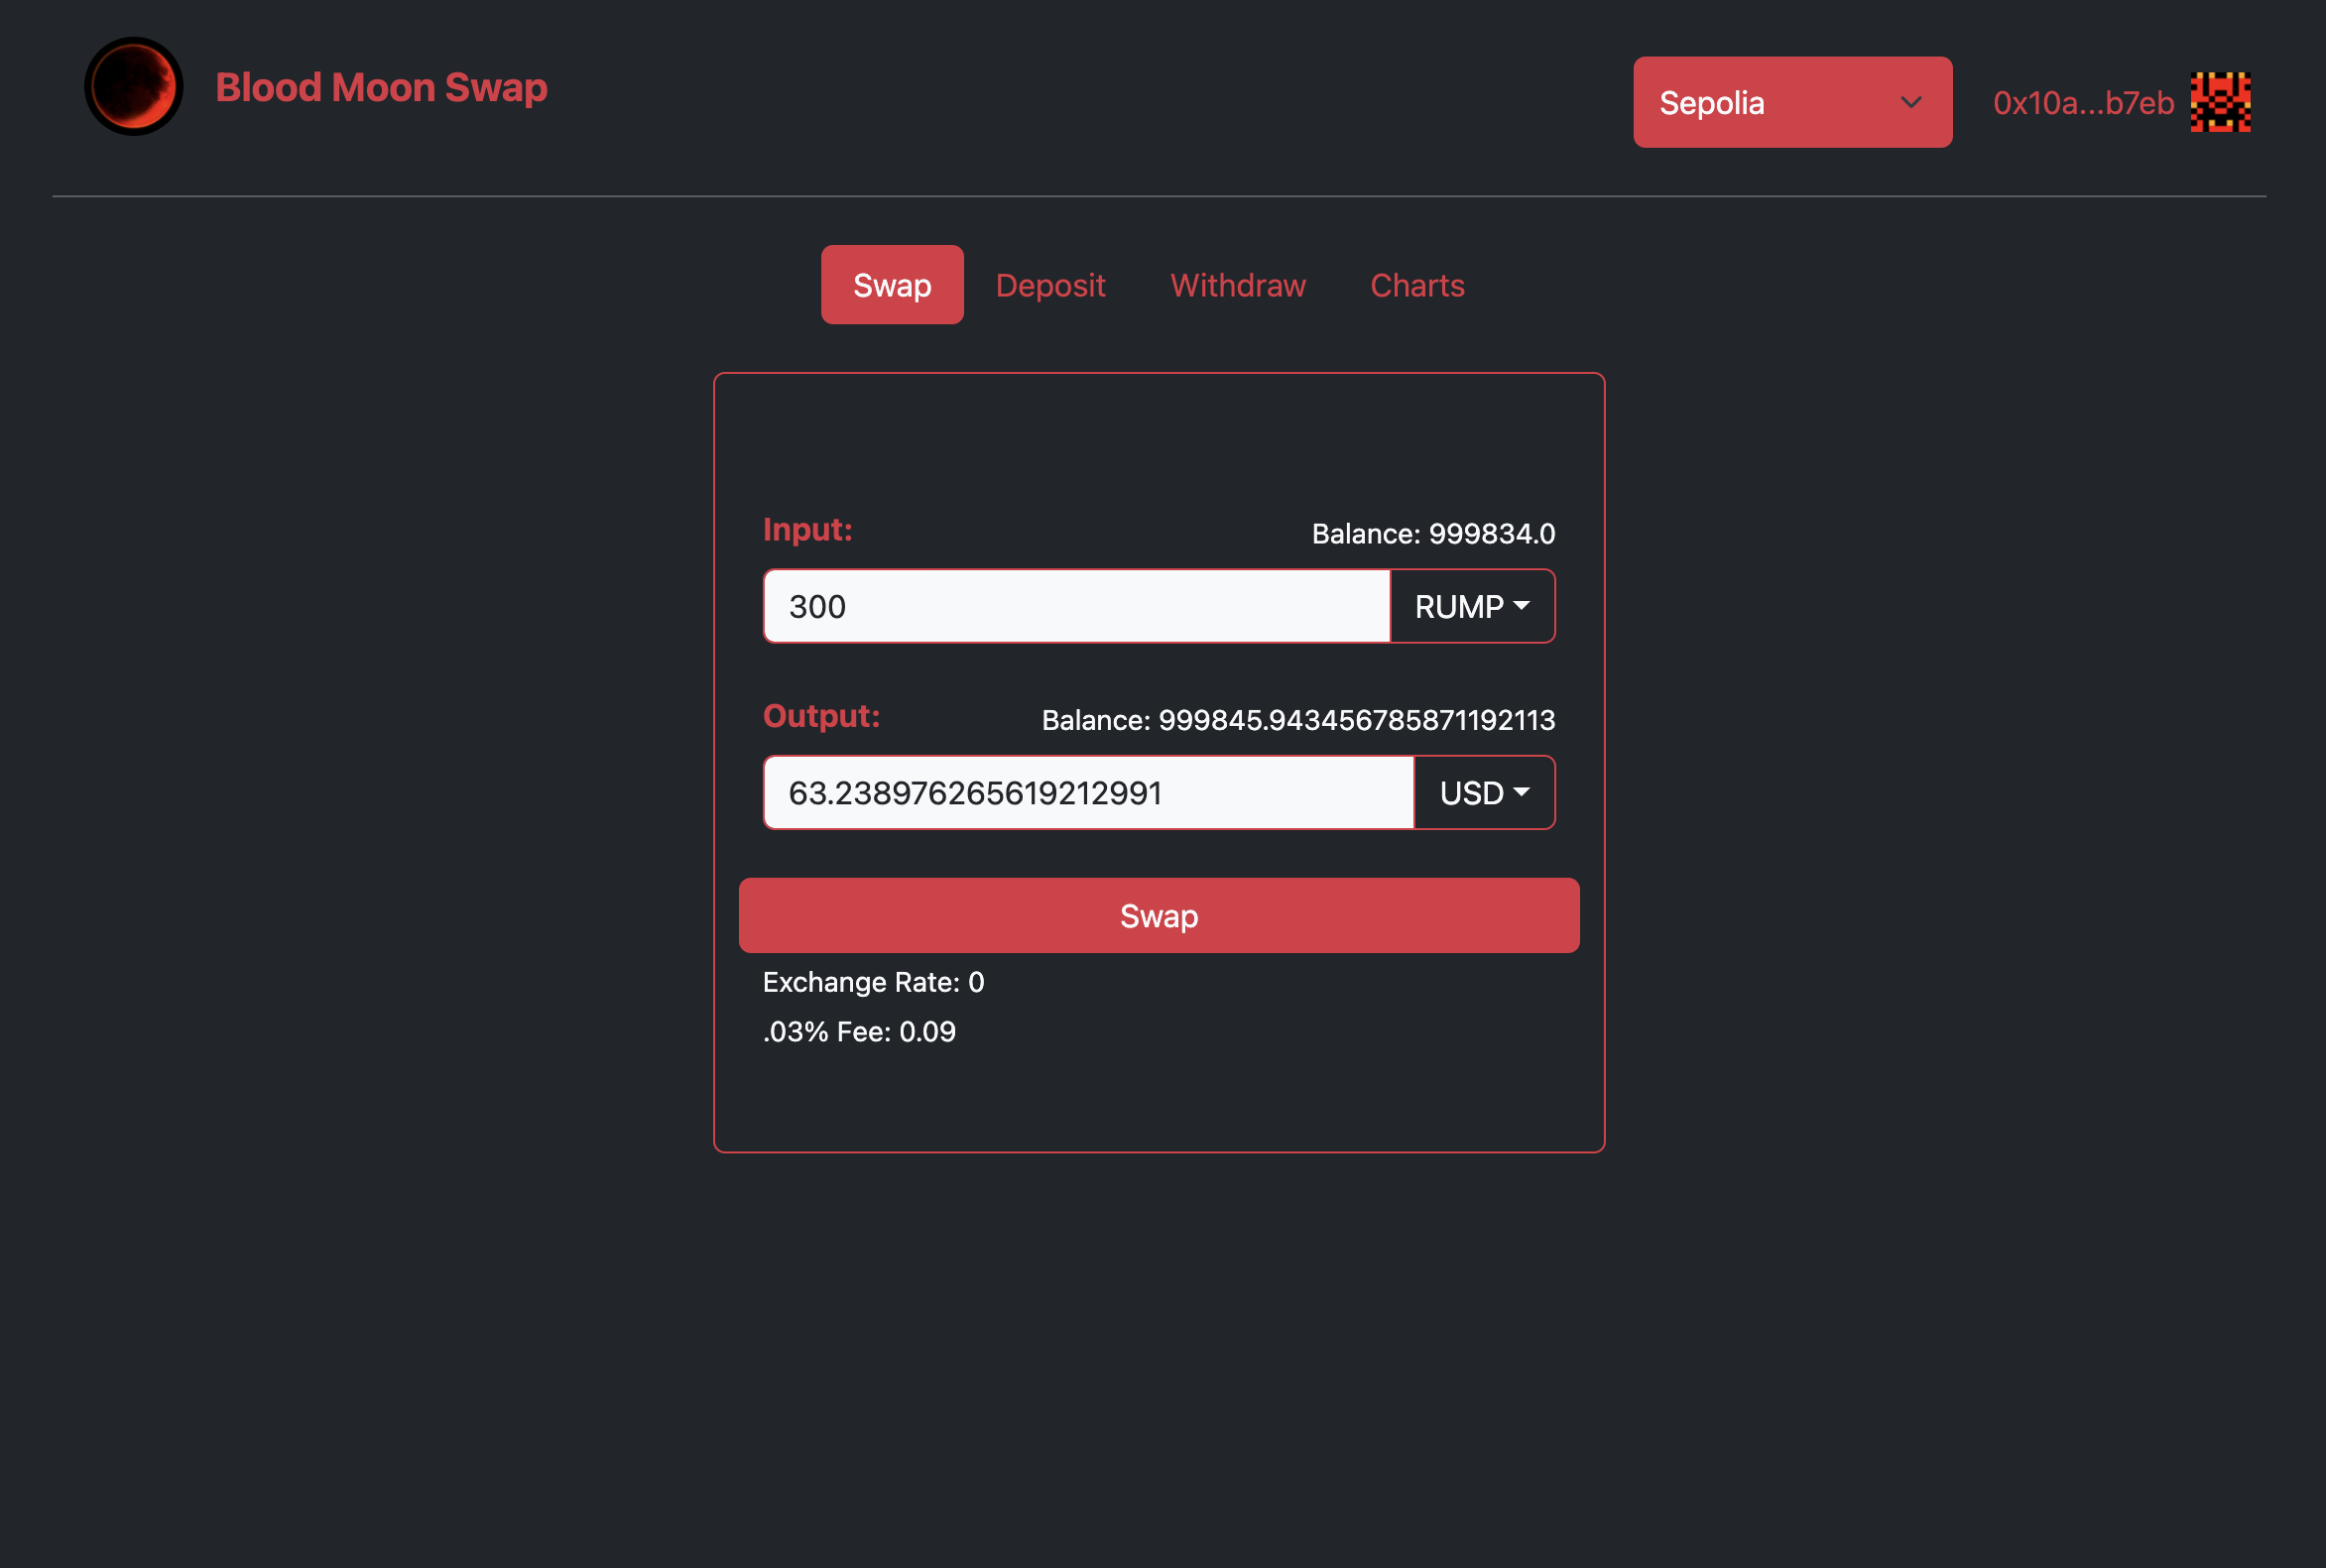 Blood Moon Swap
Sepolia
0x10a...b7eb
Swap
Deposit
Withdraw
Charts
Input:
Balance: 999834.0
300
RUMP
Output:
Balance: 999845.943456785871192113
63.238976265619212991
USD
Swap
Exchange Rate: 0
.03% Fee: 0.09